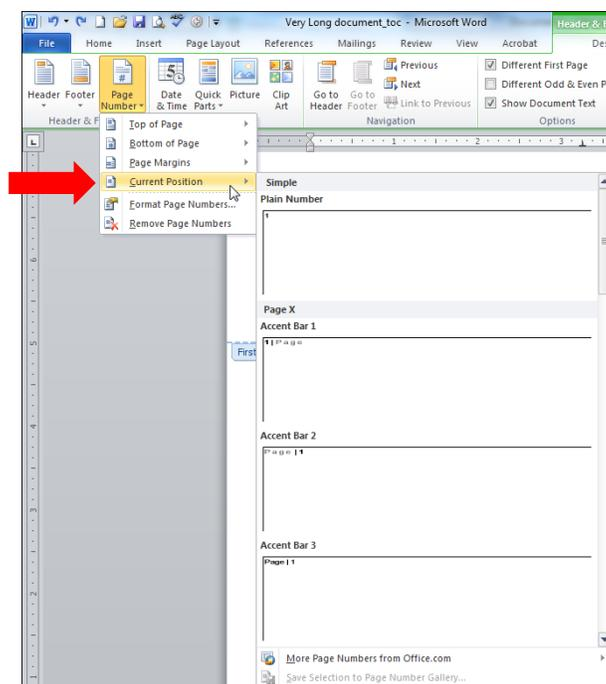 Very Long document_toc - Microsoft Word
Header &
File Home Insert Page Layout References Mailings Review View Acrobat
Header Footer Page Number Date & Time Quick Parts Picture Clip Art Go to Header Go to Footer Previous Next Link to Previous
Different First Page
Different Odd & Even P
Show Document Text
Header & F Navigation Options
Top of Page
Bottom of Page
Page Margins
Current Position
Format Page Numbers...
Remove Page Numbers
Simple
Plain Number
1
Page X
Accent Bar 1
1 | Page
First
Accent Bar 2
Page | 1
Accent Bar 3
Page | 1
More Page Numbers from Office.com
Save Selection to Page Number Gallery...